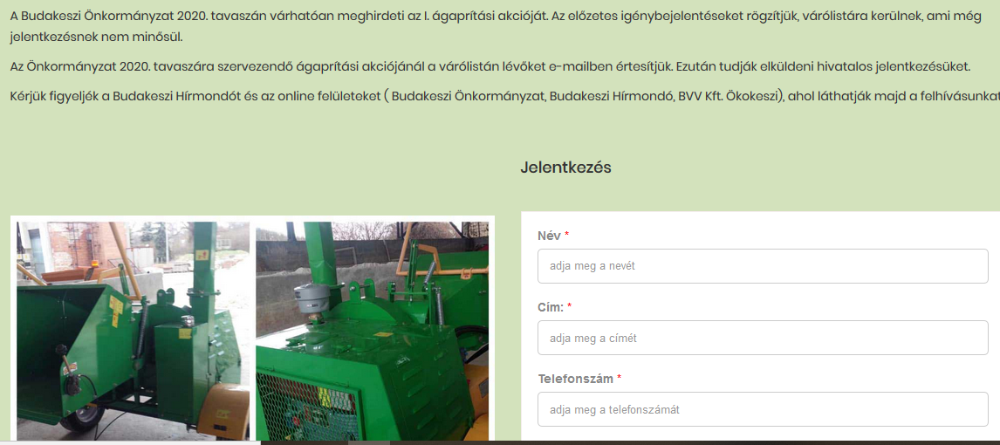 A Budakeszi Önkormányzat 2020. tavaszán várhatóan meghirdeti az I. ágaprítási akcióját. Az előzetes igénybejelentéseket rögzítjük, várólistára kerülnek, ami még
jelentkezésnek nem minősül.
Az Önkormányzat 2020. tavaszára szervezendő ágaprítási akciójánál a várólistán lévőket e-mailben értesítjük. Ezután tudják elküldeni hivatalos jelentkezésüket.
Kérjük figyeljék a Budakeszi Hírmondót és az online felületeket ( Budakeszi Önkormányzat, Budakeszi Hírmondó, BVV Kft. Ökokeszi), ahol láthatják majd a felhívásunkat
Jelentkezés
Név *
adja meg a nevét
Cím: *
adja meg a címét
Telefonszám *
adja meg a telefonszámát